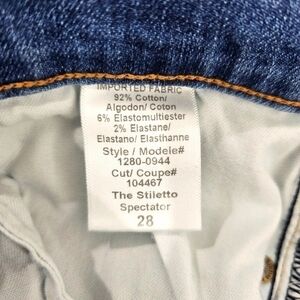 IMPORTED FABRIC
92% Cotton/
Algodon/ Coton
6% Elastomultiester
2% Elastane/
Elastano/ Elasthanne
Style / Modele#
1280-0944
Cut/ Coupe#
104467
The Stiletto
Spectator
28